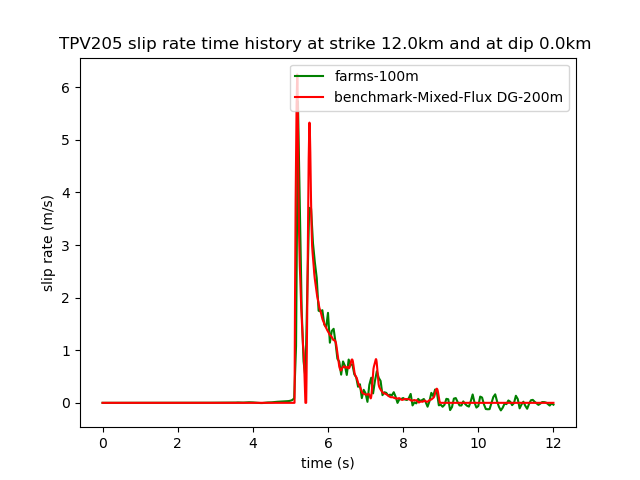 TPV205 slip rate time history at strike 12.0km and at dip 0.0km
farms-100m
benchmark-Mixed-Flux DG-200m
slip rate (m/s)
6
5
4
3
2
1
0
0 2 4 6 8 10 12
time (s)